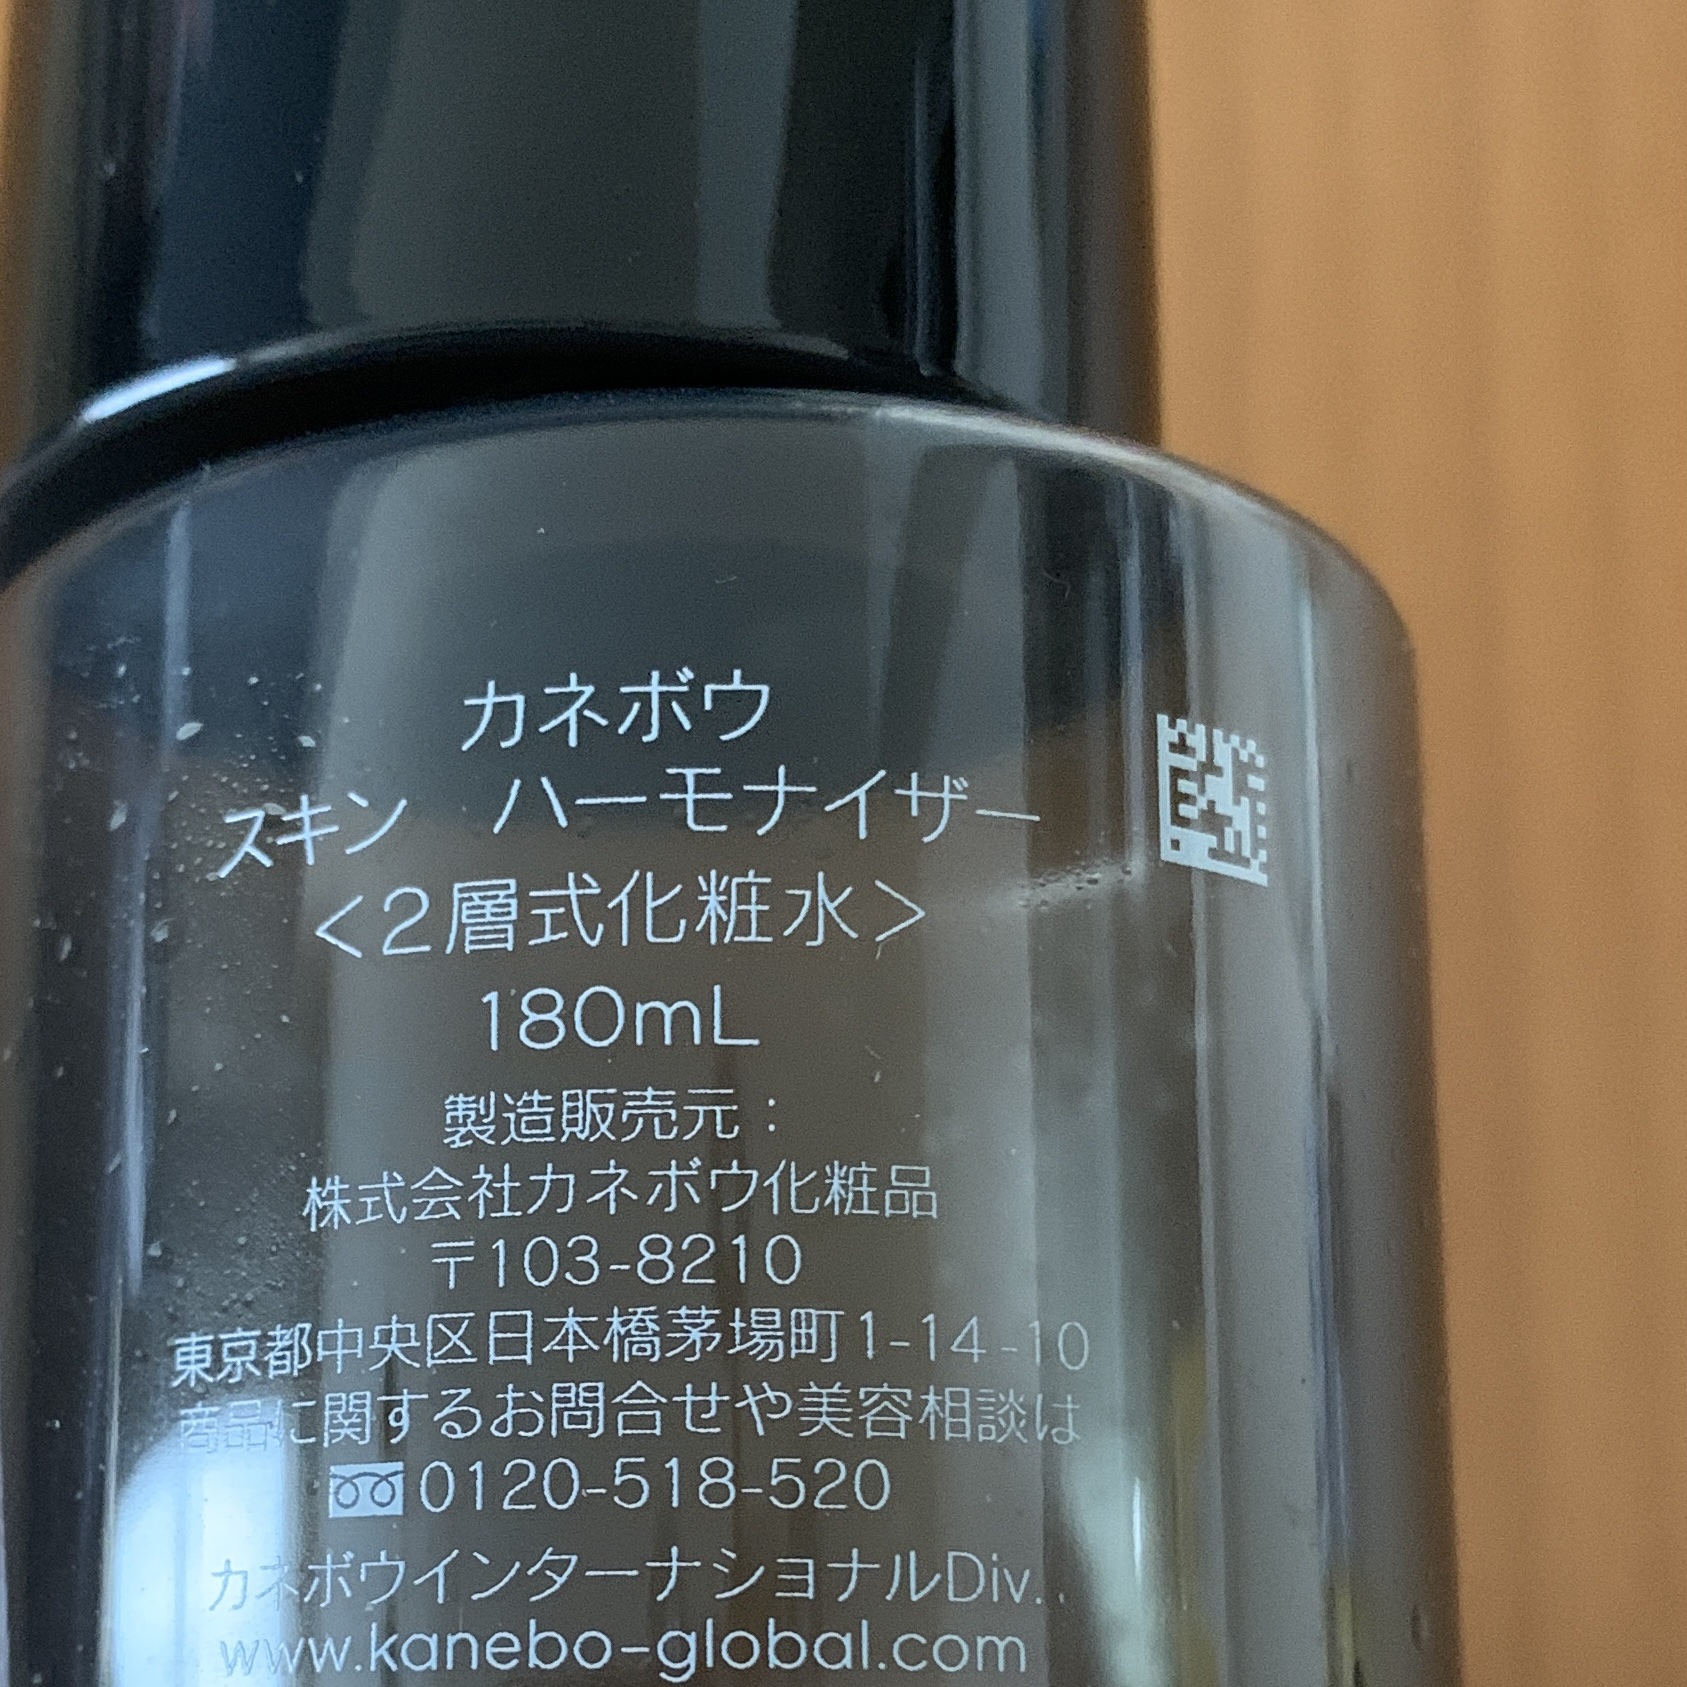 カネボウ
スキン　ハーモナイザー
<2層式化粧水>
180mL
製造販売元：
株式会社カネボウ化粧品
〒103-8210
東京都中央区日本橋茅場町1-14-10
商品に関するお問合せや美容相談は
0120-518-520
カネボウインターナショナルDiv.
www.kanebo-global.com